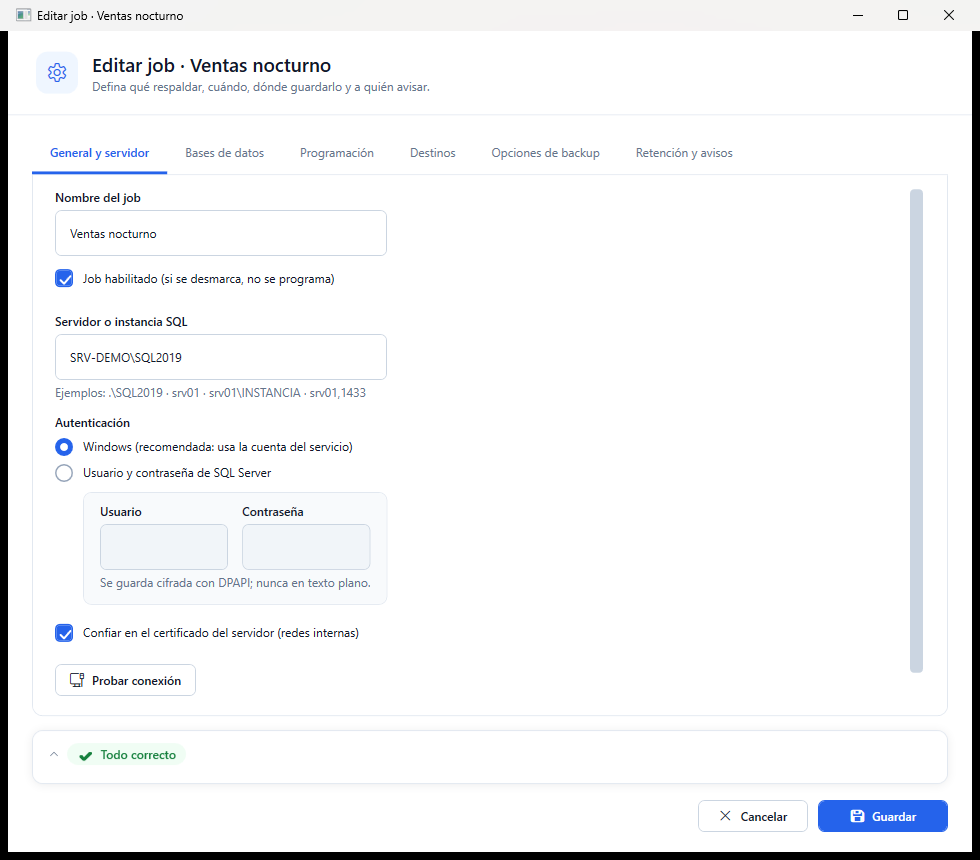 Editar job · Ventas nocturno
Editar job · Ventas nocturno
Defina qué respaldar, cuándo, dónde guardarlo y a quién avisar.
General y servidor Bases de datos Programación Destinos Opciones de backup Retención y avisos
Nombre del job
Ventas nocturno
Job habilitado (si se desmarca, no se programa)
Servidor o instancia SQL
SRV-DEMO\SQL2019
Ejemplos: .\SQL2019 · srv01 · srv01\INSTANCIA · srv01,1433
Autenticación
Windows (recomendada: usa la cuenta del servicio)
Usuario y contraseña de SQL Server
Usuario Contraseña
Se guarda cifrada con DPAPI; nunca en texto plano.
Confiar en el certificado del servidor (redes internas)
Probar conexión
Todo correcto
Cancelar Guardar